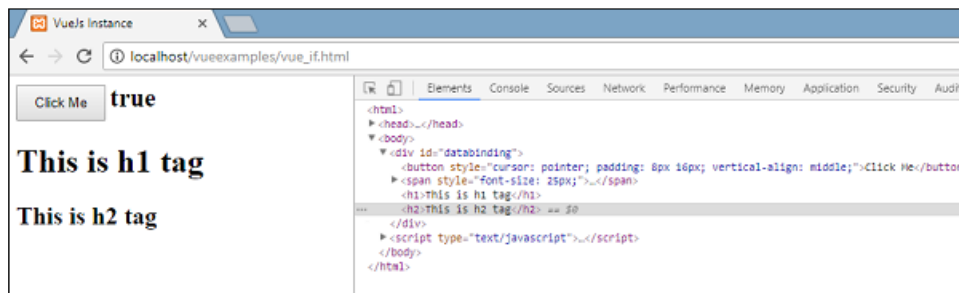 VueJs Instance
localhost/vueexamples/vue_if.html
Click Me true
This is h1 tag
This is h2 tag
Elements Console Sources Network Performance Memory Application Security Audit
<html>
<head>…</head>
<body>
<div id="databinding">
<button style="cursor: pointer; padding: 8px 16px; vertical-align: middle;">Click Me</button
<span style="font-size: 25px;">…</span>
<h1>This is h1 tag</h1>
<h2>This is h2 tag</h2> == $0
</div>
<script type="text/javascript">…</script>
</body>
</html>